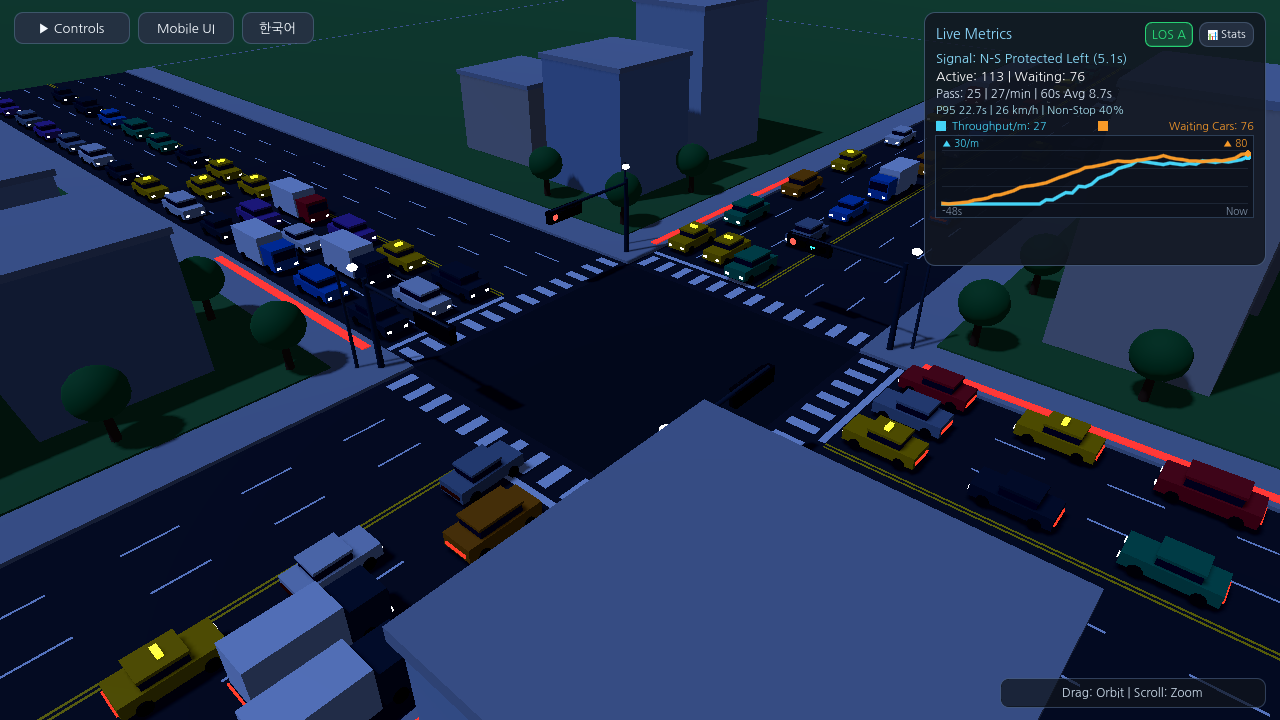 ▶ Controls
Mobile UI
한국어
Live Metrics
LOS A
📊 Stats
Signal: N-S Protected Left (5.1s)
Active: 113 | Waiting: 76
Pass: 25 | 27/min | 60s Avg 8.7s
P95 22.7s | 26 km/h | Non-Stop 40%
Throughput/m: 27
Waiting Cars: 76
▲ 30/m
▲ 80
-48s
Now
Drag: Orbit | Scroll: Zoom